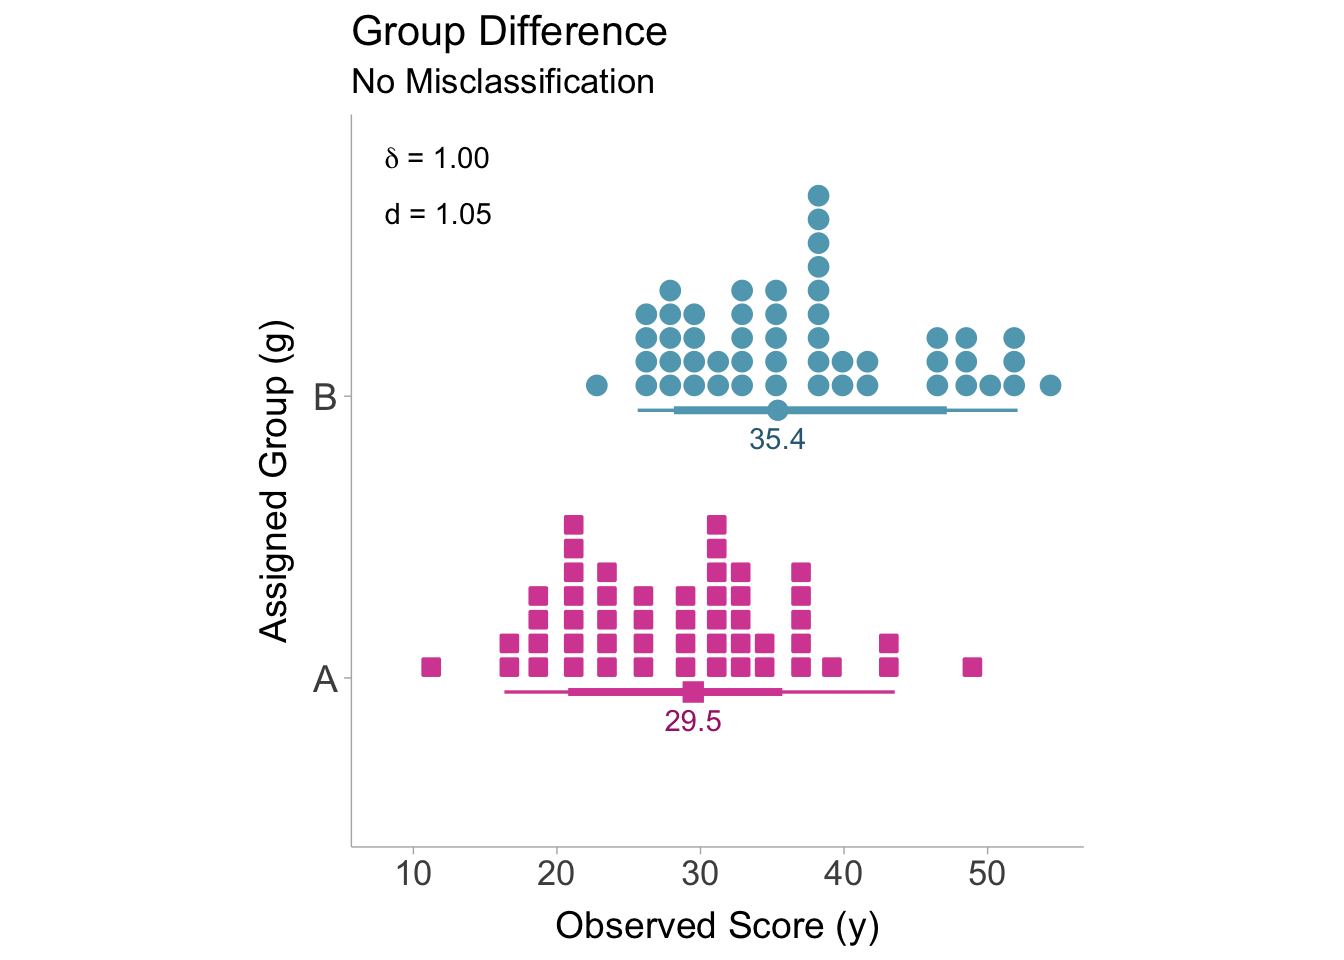 Group Difference
No Misclassification
δ = 1.00
d = 1.05
Assigned Group (g)
B
35.4
A
29.5
10 20 30 40 50
Observed Score (y)